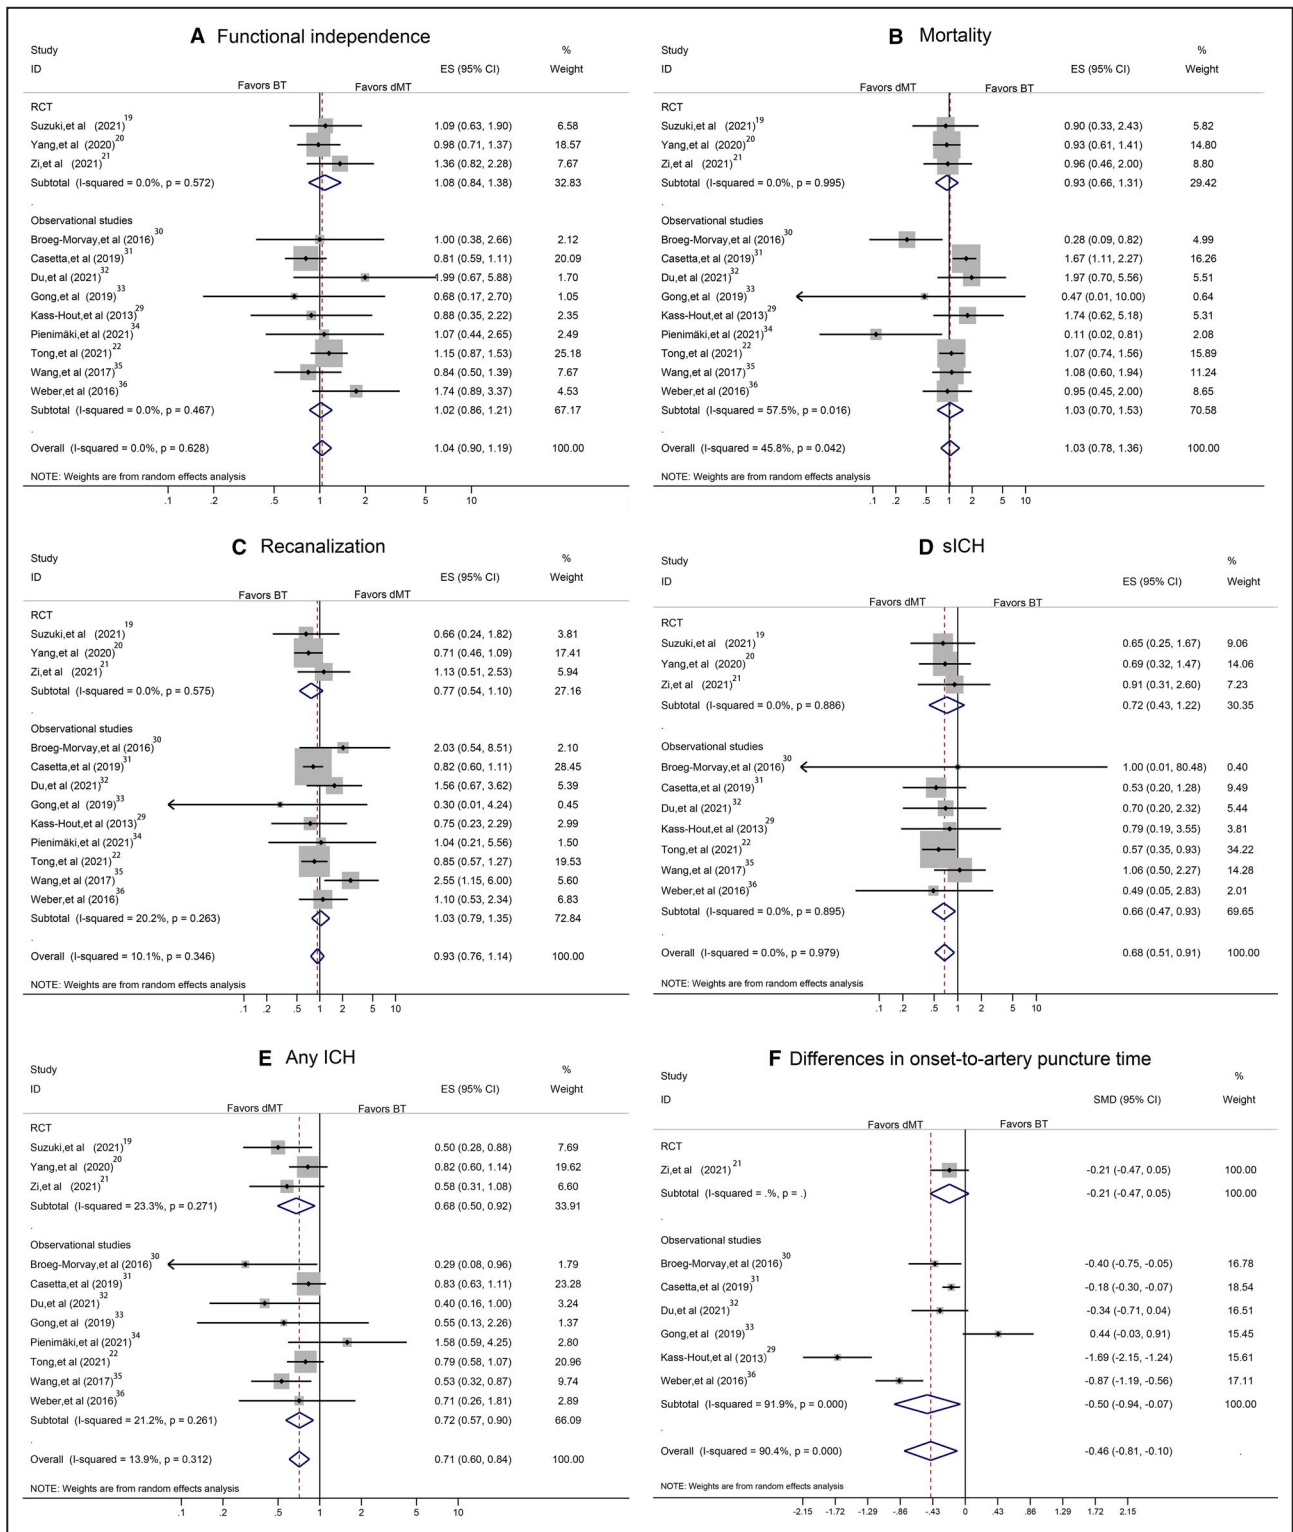 A Functional independence
Study %
ID ES (95% CI) Weight
Favors BT Favors dMT
RCT
Suzuki,et al (2021)19 1.09 (0.63, 1.90) 6.58
Yang,et al (2020)20 0.98 (0.71, 1.37) 18.57
Zi,et al (2021)21 1.36 (0.82, 2.28) 7.67
Subtotal (I-squared = 0.0%, p = 0.572) 1.08 (0.84, 1.38) 32.83
.
Observational studies
Broeg-Morvay,et al (2016)30 1.00 (0.38, 2.66) 2.12
Casetta,et al (2019)31 0.81 (0.59, 1.11) 20.09
Du,et al (2021)32 1.99 (0.67, 5.88) 1.70
Gong,et al (2019)33 0.68 (0.17, 2.70) 1.05
Kass-Hout,et al (2013)29 0.88 (0.35, 2.22) 2.35
Pienimäki,et al (2021)34 1.07 (0.44, 2.65) 2.49
Tong,et al (2021)22 1.15 (0.87, 1.53) 25.18
Wang,et al (2017)35 0.84 (0.50, 1.39) 7.67
Weber,et al (2016)36 1.74 (0.89, 3.37) 4.53
Subtotal (I-squared = 0.0%, p = 0.467) 1.02 (0.86, 1.21) 67.17
.
Overall (I-squared = 0.0%, p = 0.628) 1.04 (0.90, 1.19) 100.00
NOTE: Weights are from random effects analysis
.1 .2 .5 1 2 5 10
B Mortality
Study %
ID ES (95% CI) Weight
Favors dMT Favors BT
RCT
Suzuki,et al (2021)19 0.90 (0.33, 2.43) 5.82
Yang,et al (2020)20 0.93 (0.61, 1.41) 14.80
Zi,et al (2021)21 0.96 (0.46, 2.00) 8.80
Subtotal (I-squared = 0.0%, p = 0.995) 0.93 (0.66, 1.31) 29.42
.
Observational studies
Broeg-Morvay,et al (2016)30 0.28 (0.09, 0.82) 4.99
Casetta,et al (2019)31 1.67 (1.11, 2.27) 16.26
Du,et al (2021)32 1.97 (0.70, 5.56) 5.51
Gong,et al (2019)33 0.47 (0.01, 10.00) 0.64
Kass-Hout,et al (2013)29 1.74 (0.62, 5.18) 5.31
Pienimäki,et al (2021)34 0.11 (0.02, 0.81) 2.08
Tong,et al (2021)22 1.07 (0.74, 1.56) 15.89
Wang,et al (2017)35 1.08 (0.60, 1.94) 11.24
Weber,et al (2016)36 0.95 (0.45, 2.00) 8.65
Subtotal (I-squared = 57.5%, p = 0.016) 1.03 (0.70, 1.53) 70.58
.
Overall (I-squared = 45.8%, p = 0.042) 1.03 (0.78, 1.36) 100.00
NOTE: Weights are from random effects analysis
.1 .2 .5 1 2 5 10
C Recanalization
Study %
ID ES (95% CI) Weight
Favors BT Favors dMT
RCT
Suzuki,et al (2021)19 0.66 (0.24, 1.82) 3.81
Yang,et al (2020)20 0.71 (0.46, 1.09) 17.41
Zi,et al (2021)21 1.13 (0.51, 2.53) 5.94
Subtotal (I-squared = 0.0%, p = 0.575) 0.77 (0.54, 1.10) 27.16
.
Observational studies
Broeg-Morvay,et al (2016)30 2.03 (0.54, 8.51) 2.10
Casetta,et al (2019)31 0.82 (0.60, 1.11) 28.45
Du,et al (2021)32 1.56 (0.67, 3.62) 5.39
Gong,et al (2019)33 0.30 (0.01, 4.24) 0.45
Kass-Hout,et al (2013)29 0.75 (0.23, 2.29) 2.99
Pienimäki,et al (2021)34 1.04 (0.21, 5.56) 1.50
Tong,et al (2021)22 0.85 (0.57, 1.27) 19.53
Wang,et al (2017)35 2.55 (1.15, 6.00) 5.60
Weber,et al (2016)36 1.10 (0.53, 2.34) 6.83
Subtotal (I-squared = 20.2%, p = 0.263) 1.03 (0.79, 1.35) 72.84
.
Overall (I-squared = 10.1%, p = 0.346) 0.93 (0.76, 1.14) 100.00
NOTE: Weights are from random effects analysis
.1 .2 .5 1 2 5 10
D sICH
Study %
ID ES (95% CI) Weight
Favors dMT Favors BT
RCT
Suzuki,et al (2021)19 0.65 (0.25, 1.67) 9.06
Yang,et al (2020)20 0.69 (0.32, 1.47) 14.06
Zi,et al (2021)21 0.91 (0.31, 2.60) 7.23
Subtotal (I-squared = 0.0%, p = 0.886) 0.72 (0.43, 1.22) 30.35
.
Observational studies
Broeg-Morvay,et al (2016)30 1.00 (0.01, 80.48) 0.40
Casetta,et al (2019)31 0.53 (0.20, 1.28) 9.49
Du,et al (2021)32 0.70 (0.20, 2.32) 5.44
Kass-Hout,et al (2013)29 0.79 (0.19, 3.55) 3.81
Tong,et al (2021)22 0.57 (0.35, 0.93) 34.22
Wang,et al (2017)35 1.06 (0.50, 2.27) 14.28
Weber,et al (2016)36 0.49 (0.05, 2.83) 2.01
Subtotal (I-squared = 0.0%, p = 0.895) 0.66 (0.47, 0.93) 69.65
.
Overall (I-squared = 0.0%, p = 0.979) 0.68 (0.51, 0.91) 100.00
NOTE: Weights are from random effects analysis
.1 .2 .5 1 2 5 10
E Any ICH
Study %
ID ES (95% CI) Weight
Favors dMT Favors BT
RCT
Suzuki,et al (2021)19 0.50 (0.28, 0.88) 7.69
Yang,et al (2020)20 0.82 (0.60, 1.14) 19.62
Zi,et al (2021)21 0.58 (0.31, 1.08) 6.60
Subtotal (I-squared = 23.3%, p = 0.271) 0.68 (0.50, 0.92) 33.91
.
Observational studies
Broeg-Morvay,et al (2016)30 0.29 (0.08, 0.96) 1.79
Casetta,et al (2019)31 0.83 (0.63, 1.11) 23.28
Du,et al (2021)32 0.40 (0.16, 1.00) 3.24
Gong,et al (2019)33 0.55 (0.13, 2.26) 1.37
Pienimäki,et al (2021)34 1.58 (0.59, 4.25) 2.80
Tong,et al (2021)22 0.79 (0.58, 1.07) 20.96
Wang,et al (2017)35 0.53 (0.32, 0.87) 9.74
Weber,et al (2016)36 0.71 (0.26, 1.81) 2.89
Subtotal (I-squared = 21.2%, p = 0.261) 0.72 (0.57, 0.90) 66.09
.
Overall (I-squared = 13.9%, p = 0.312) 0.71 (0.60, 0.84) 100.00
NOTE: Weights are from random effects analysis
.1 .2 .5 1 2 5 10
F Differences in onset-to-artery puncture time
Study %
ID SMD (95% CI) Weight
Favors dMT Favors BT
RCT
Zi,et al (2021)21 -0.21 (-0.47, 0.05) 100.00
Subtotal (I-squared = .%, p = .) -0.21 (-0.47, 0.05) 100.00
.
Observational studies
Broeg-Morvay,et al (2016)30 -0.40 (-0.75, -0.05) 16.78
Casetta,et al (2019)31 -0.18 (-0.30, -0.07) 18.54
Du,et al (2021)32 -0.34 (-0.71, 0.04) 16.51
Gong,et al (2019)33 0.44 (-0.03, 0.91) 15.45
Kass-Hout,et al (2013)29 -1.69 (-2.15, -1.24) 15.61
Weber,et al (2016)36 -0.87 (-1.19, -0.56) 17.11
Subtotal (I-squared = 91.9%, p = 0.000) -0.50 (-0.94, -0.07) 100.00
.
Overall (I-squared = 90.4%, p = 0.000) -0.46 (-0.81, -0.10) .
NOTE: Weights are from random effects analysis
-2.15 -1.72 -1.29 -.86 -.43 0 .43 .86 1.29 1.72 2.15